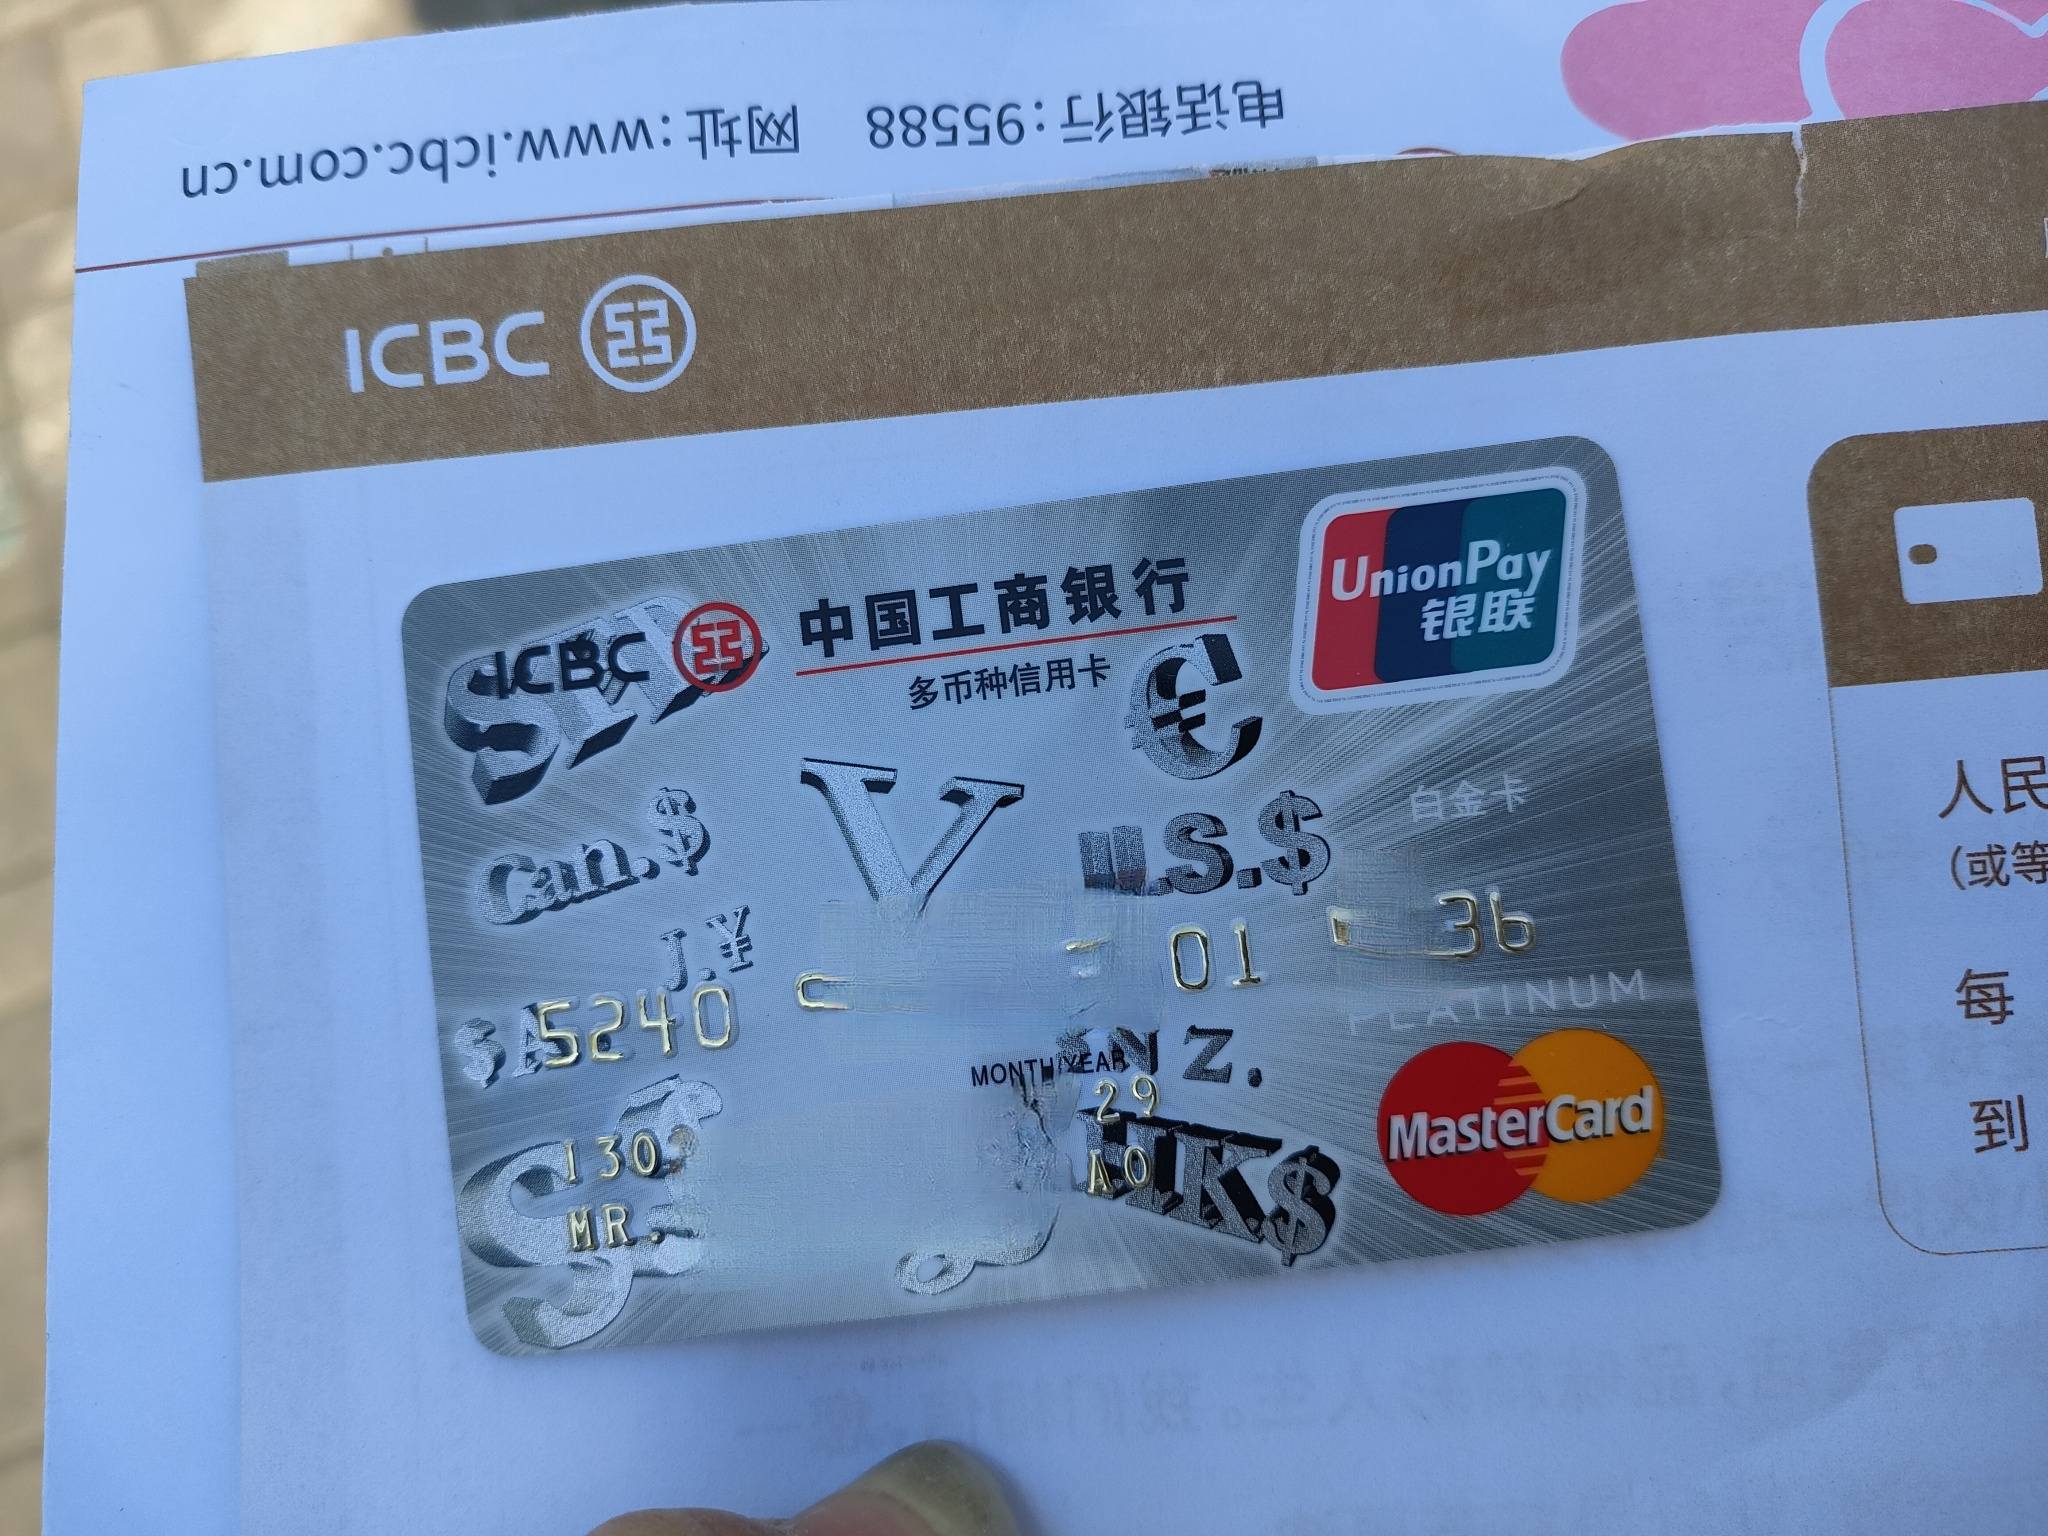 电话银行:95588 网址:www.icbc.com.cn
ICBC
ICBC 中国工商银行
多币种信用卡
UnionPay
银联
€
Can.$
U.S.$
白金卡
J.¥
5240
01
36
PLATINUM
MONTH/YEAR
NZ.
29
130
A0
HK$
MasterCard
MR.
人民
(或等
每
到